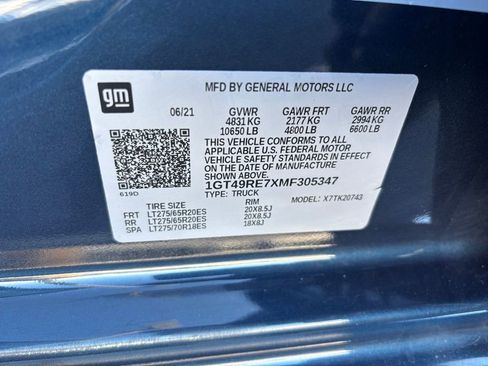 gm
MFD BY GENERAL MOTORS LLC
06/21 GVWR GAWR FRT GAWR RR
4831 KG 2177 KG 2994 KG
10650 LB 4800 LB 6600 LB
THIS VEHICLE CONFORMS TO ALL
APPLICABLE U.S. FEDERAL MOTOR
VEHICLE SAFETY AND THEFT
PREVENTION STANDARDS IN EFFECT
ON THE DATE OF MANUFACTURE
SHOWN ABOVE.
1GT49RE7XMF305347
619D TYPE: TRUCK MODEL: X7TK20743
TIRE SIZE RIM
FRT LT275/65R20ES 20X8.5J
RR LT275/65R20ES 20X8.5J
SPA LT275/70R18ES 18X8J